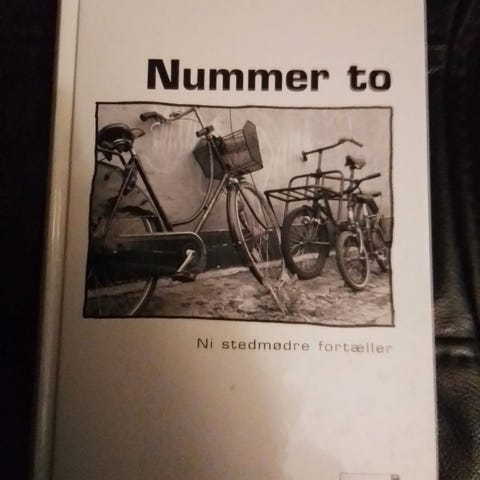 Nummer to
Ni stedmødre fortæller